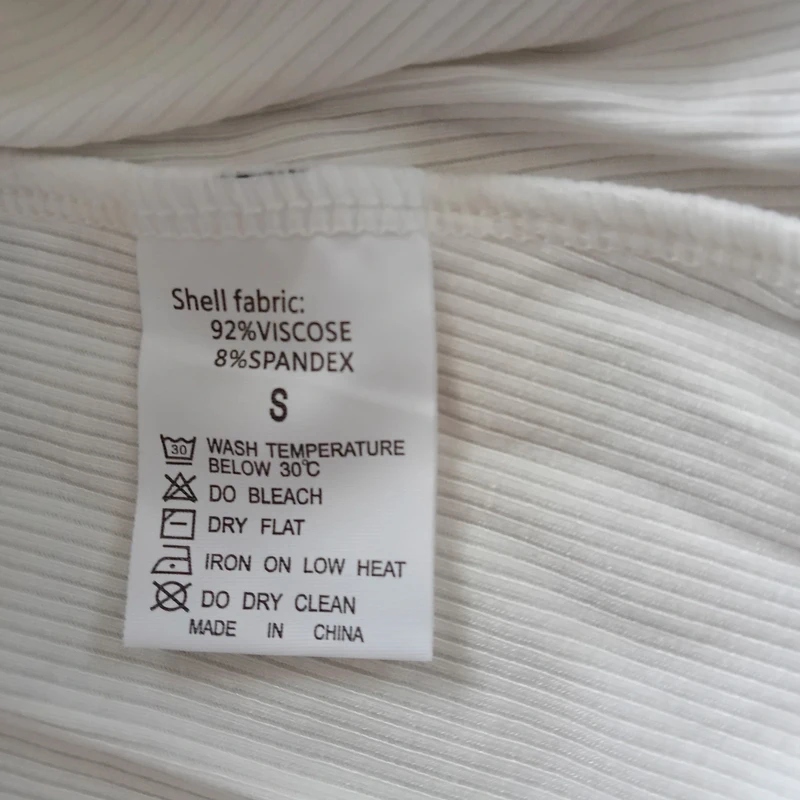 Shell fabric:
92%VISCOSE
8%SPANDEX
S
30 WASH TEMPERATURE
BELOW 30℃
DO BLEACH
DRY FLAT
IRON ON LOW HEAT
DO DRY CLEAN
MADE IN CHINA